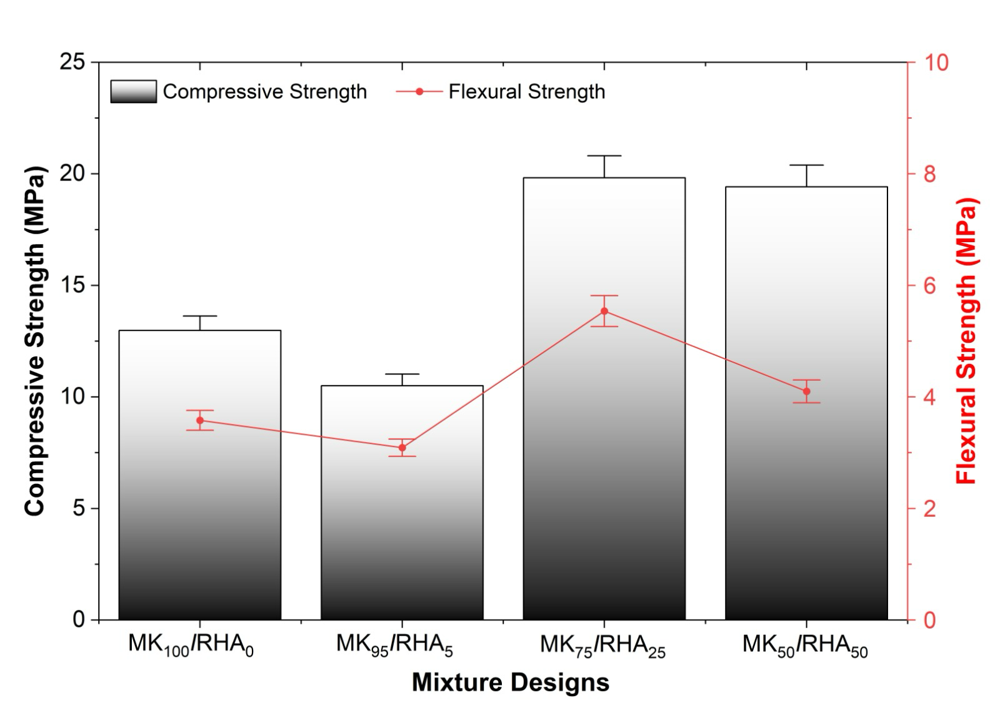 Compressive Strength
Flexural Strength
25
20
15
10
5
0
Compressive Strength (MPa)
10
8
6
4
2
0
Flexural Strength (MPa)
MK₁₀₀/RHA₀
MK₉₅/RHA₅
MK₇₅/RHA₂₅
MK₅₀/RHA₅₀
Mixture Designs